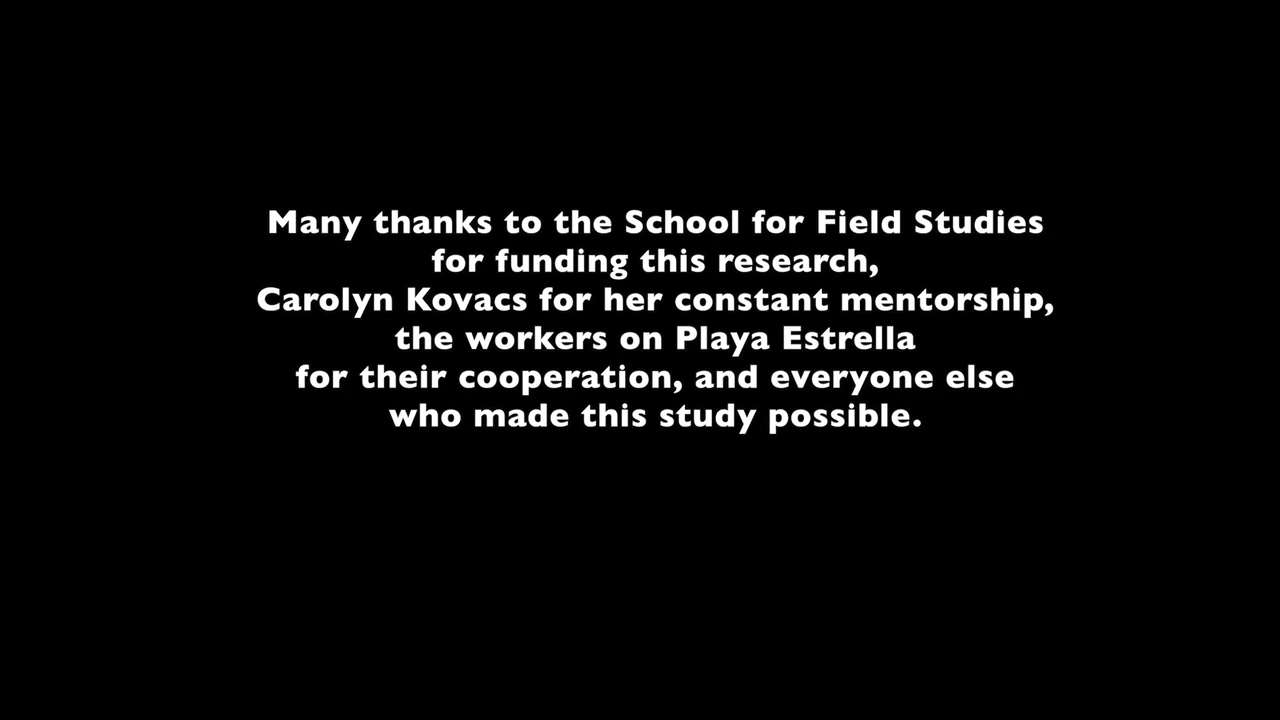 Many thanks to the School for Field Studies
for funding this research,
Carolyn Kovacs for her constant mentorship,
the workers on Playa Estrella
for their cooperation, and everyone else
who made this study possible.